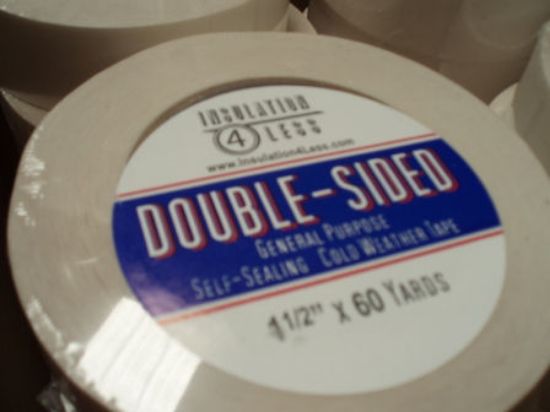 INSULATION
4 LESS
www.Insulation4Less.com
DOUBLE-SIDED
GENERAL PURPOSE
SELF-SEALING COLD WEATHER TAPE
1 1/2" X 60 YARDS